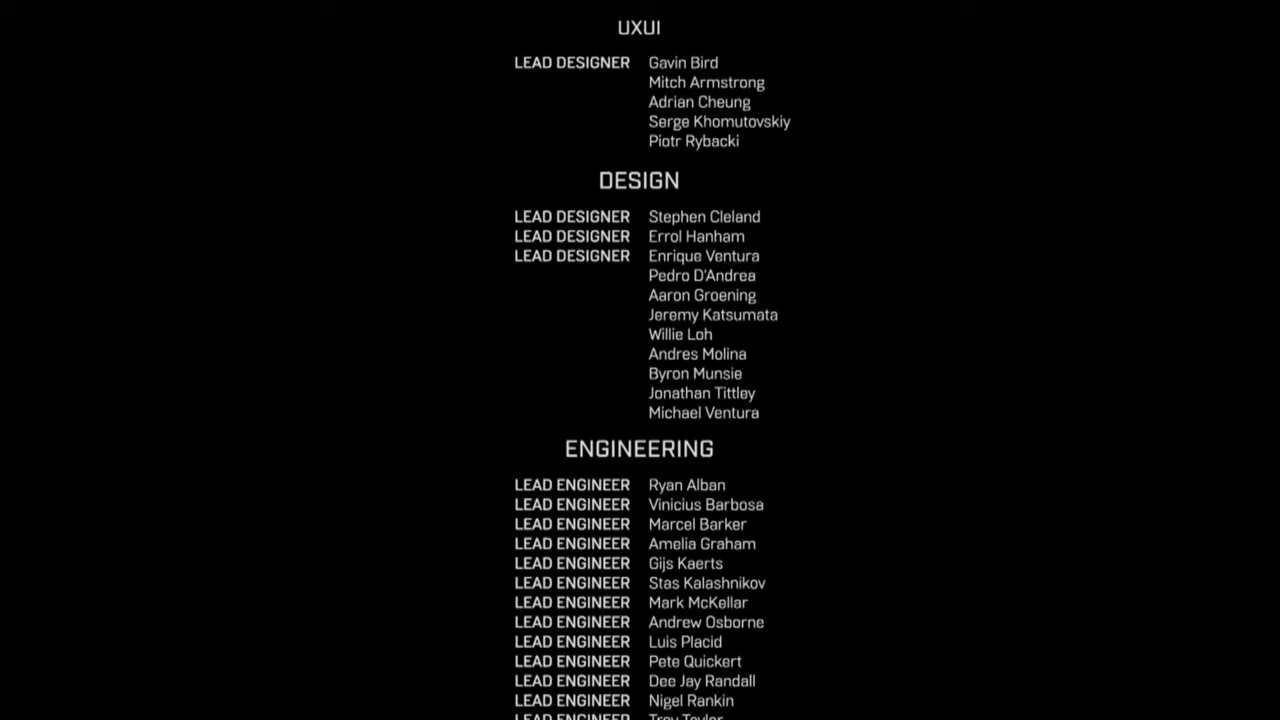 UXUI
LEAD DESIGNER Gavin Bird
Mitch Armstrong
Adrian Cheung
Serge Khomutovskiy
Piotr Rybacki
DESIGN
LEAD DESIGNER Stephen Cleland
LEAD DESIGNER Errol Hanham
LEAD DESIGNER Enrique Ventura
Pedro D'Andrea
Aaron Groening
Jeremy Katsumata
Willie Loh
Andres Molina
Byron Munsie
Jonathan Tittley
Michael Ventura
ENGINEERING
LEAD ENGINEER Ryan Alban
LEAD ENGINEER Vinicius Barbosa
LEAD ENGINEER Marcel Barker
LEAD ENGINEER Amelia Graham
LEAD ENGINEER Gijs Kaerts
LEAD ENGINEER Stas Kalashnikov
LEAD ENGINEER Mark McKellar
LEAD ENGINEER Andrew Osborne
LEAD ENGINEER Luis Placid
LEAD ENGINEER Pete Quickert
LEAD ENGINEER Dee Jay Randall
LEAD ENGINEER Nigel Rankin
LEAD ENGINEER